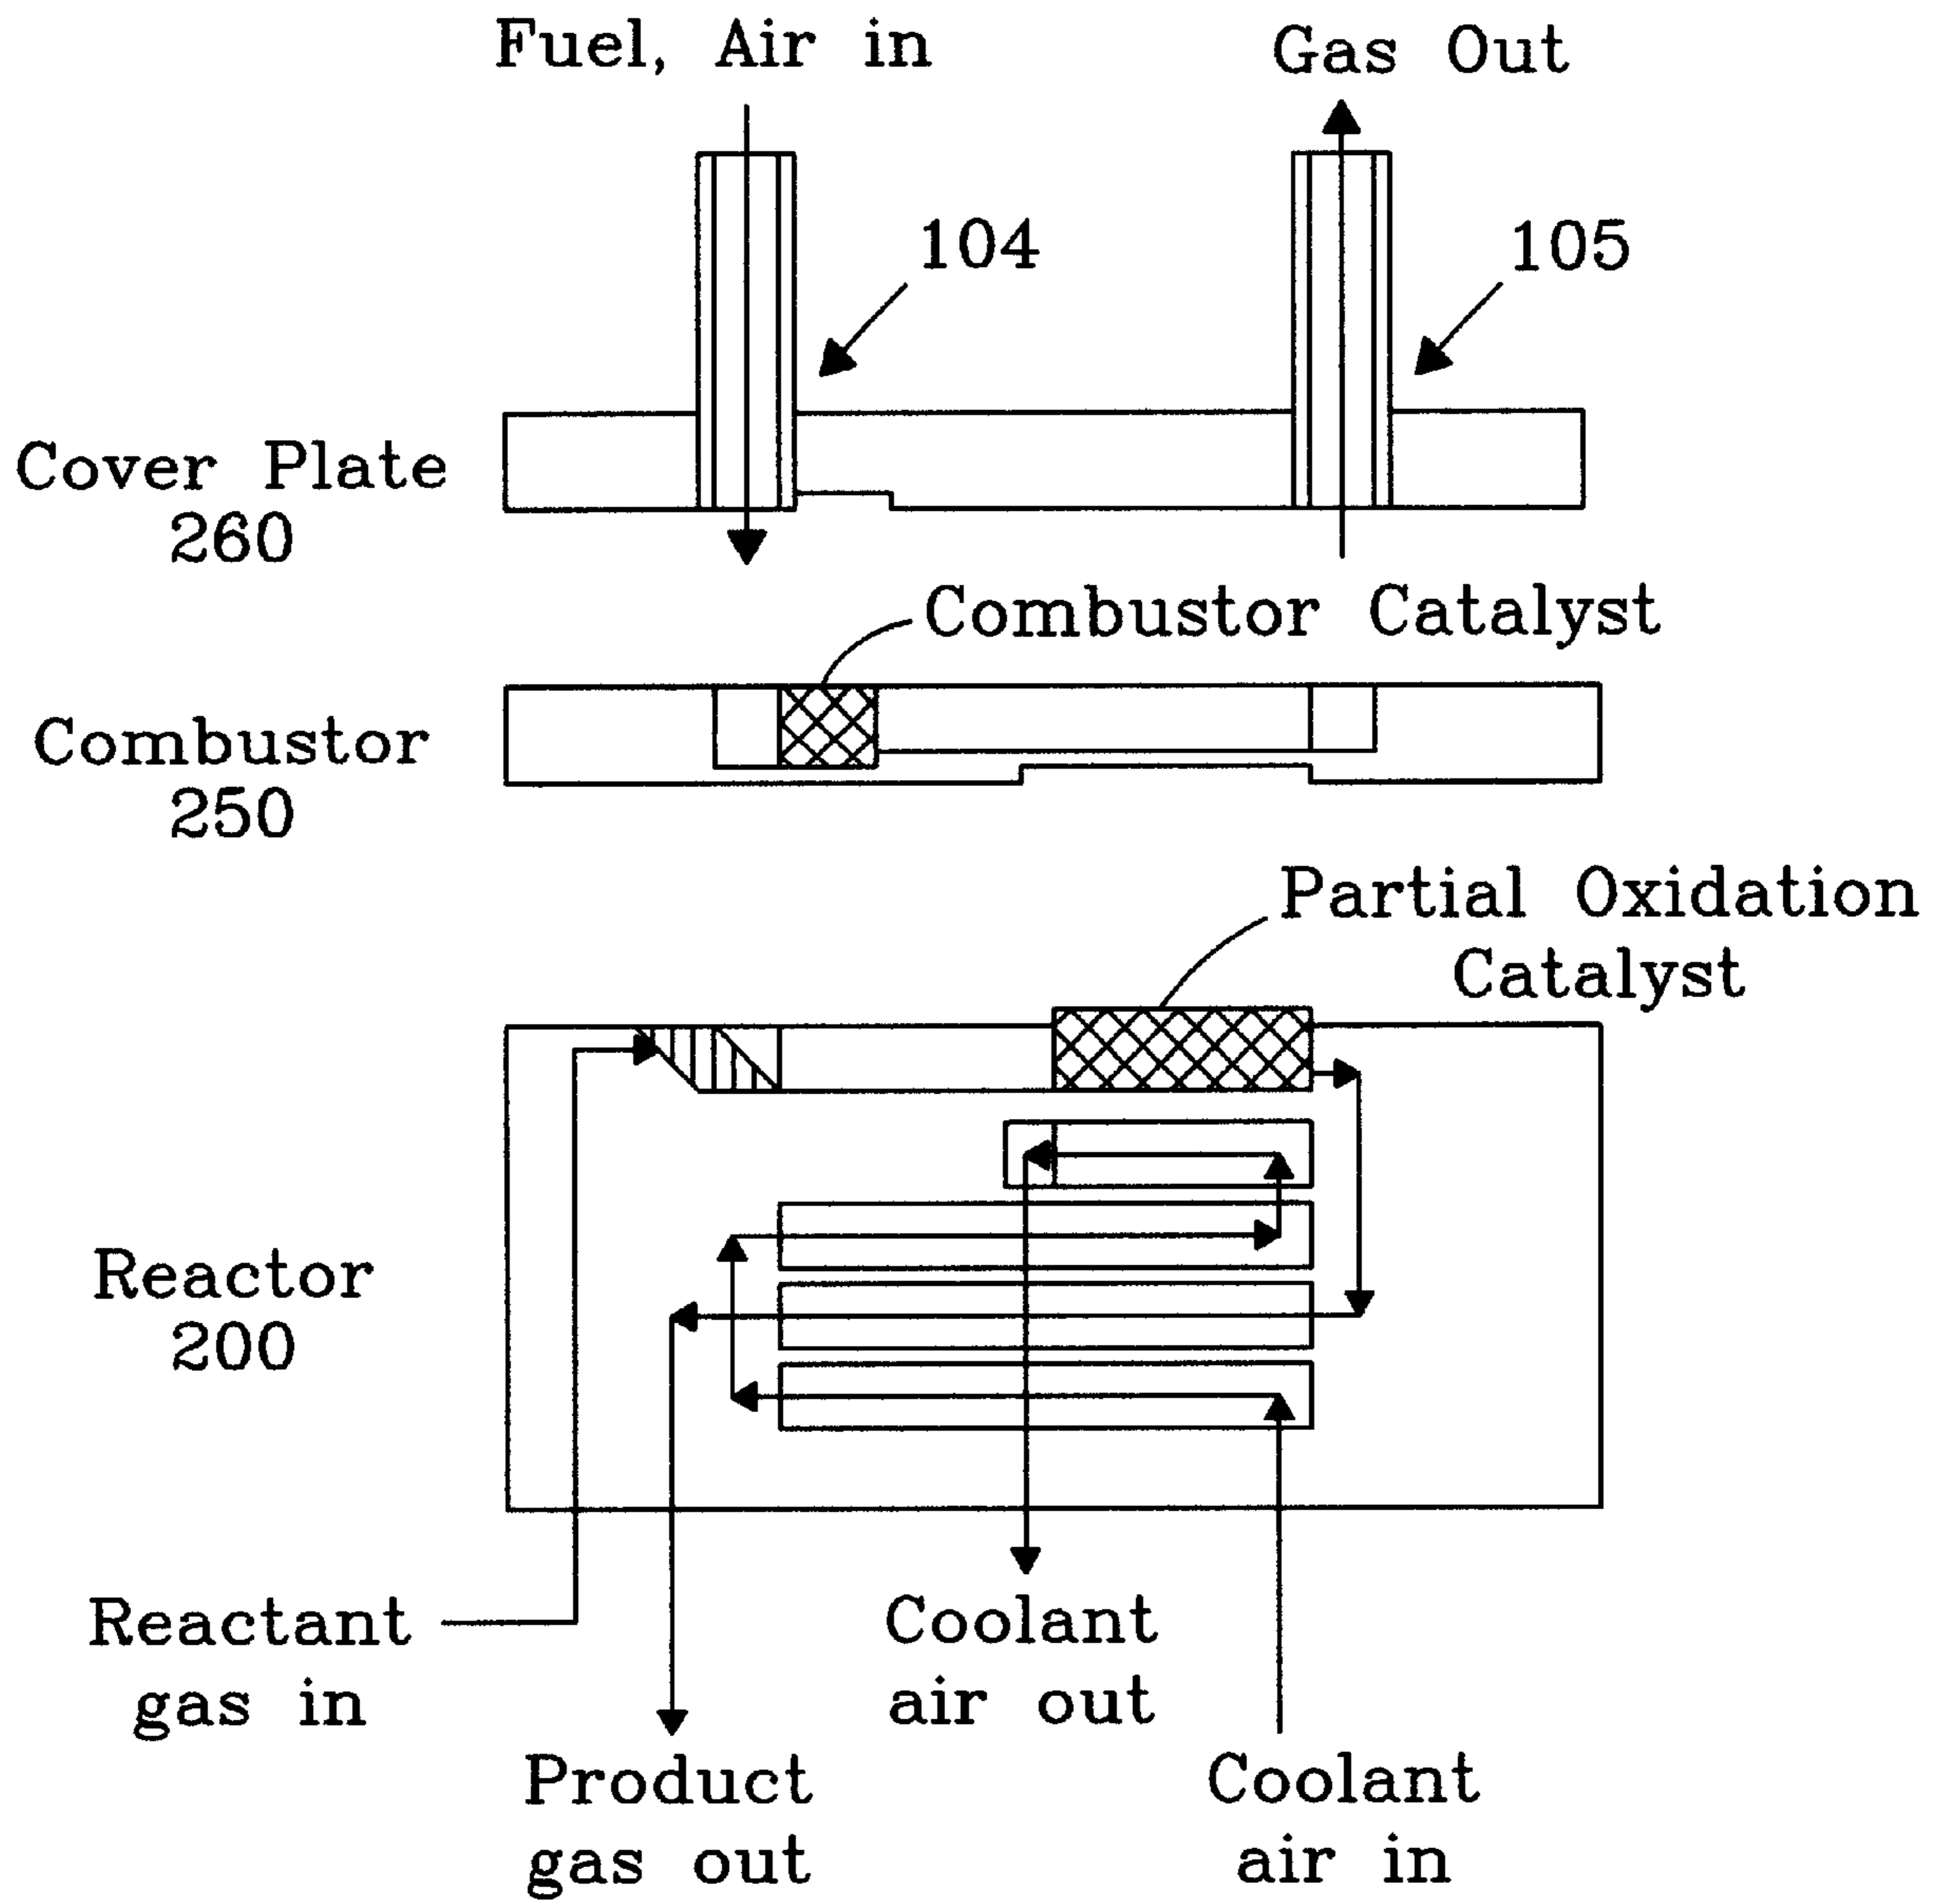 Fuel, Air in
Gas Out
104
105
Cover Plate
260
Combustor Catalyst
Combustor
250
Partial Oxidation
Catalyst
Reactor
200
Reactant
gas in
Coolant
air out
Product
gas out
Coolant
air in